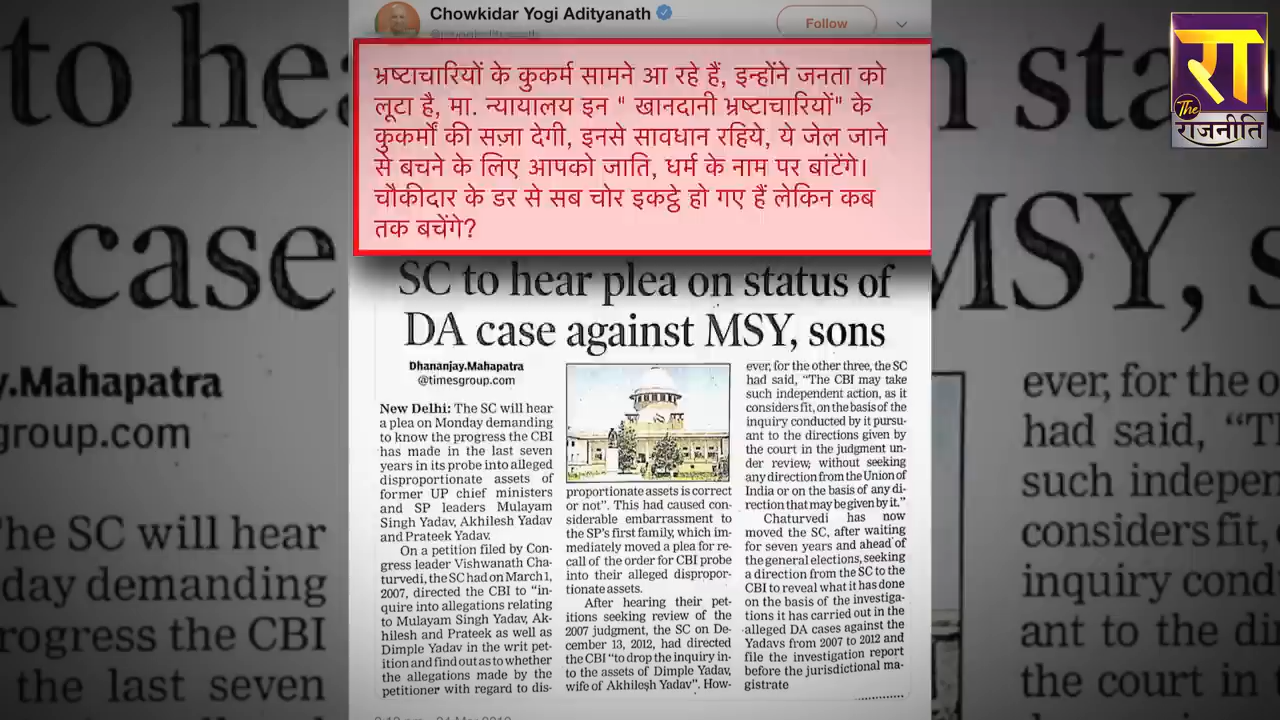 Chowkidar Yogi Adityanath
Follow
भ्रष्टाचारियों के कुकर्म सामने आ रहे हैं, इन्होंने जनता को
लूटा है, मा. न्यायालय इन " खानदानी भ्रष्टाचारियों" के
कुकर्मों की सज़ा देगी, इनसे सावधान रहिये, ये जेल जाने
से बचने के लिए आपको जाति, धर्म के नाम पर बांटेंगे।
चौकीदार के डर से सब चोर इकट्ठे हो गए हैं लेकिन कब
तक बचेंगे?
रा
The
राजनीति
SC to hear plea on status of
DA case against MSY, sons
Dhananjay.Mahapatra
@timesgroup.com
New Delhi: The SC will hear
a plea on Monday demanding
to know the progress the CBI
has made in the last seven
years in its probe into alleged
disproportionate assets of
former UP chief ministers
and SP leaders Mulayam
Singh Yadav, Akhilesh Yadav
and Prateek Yadav.
On a petition filed by Con-
gress leader Vishwanath Cha-
turvedi, the SC had on March 1,
2007, directed the CBI to “in-
quire into allegations relating
to Mulayam Singh Yadav, Ak-
hilesh and Prateek as well as
Dimple Yadav in the writ pet-
ition and find out as to whether
the allegations made by the
petitioner with regard to dis-
proportionate assets is correct
or not”. This had caused con-
siderable embarrassment to
the SP’s first family, which im-
mediately moved a plea for re-
call of the order for CBI probe
into their alleged dispropor-
tionate assets.
After hearing their pet-
itions seeking review of the
2007 judgment, the SC on De-
cember 13, 2012, had directed
the CBI “to drop the inquiry in-
to the assets of Dimple Yadav,
wife of Akhilesh Yadav”. How-
ever, for the other three, the SC
had said, “The CBI may take
such independent action, as it
considers fit, on the basis of the
inquiry conducted by it pursu-
ant to the directions given by
the court in the judgment un-
der review, without seeking
any direction from the Union of
India or on the basis of any di-
rection that may be given by it.”
Chaturvedi has now
moved the SC, after waiting
for seven years and ahead of
the general elections, seeking
a direction from the SC to the
CBI to reveal what it has done
on the basis of the investiga-
tions it has carried out in the
alleged DA cases against the
Yadavs from 2007 to 2012 and
file the investigation report
before the jurisdictional ma-
gistrate
to hea
n sta
case
MSY, s
y.Mahapatra
group.com
he SC will hear
day demanding
rogress the CBI
the last seven
ever, for the o
had said, “Th
such indepen
considers fit,
inquiry cond
ant to the di
the court in